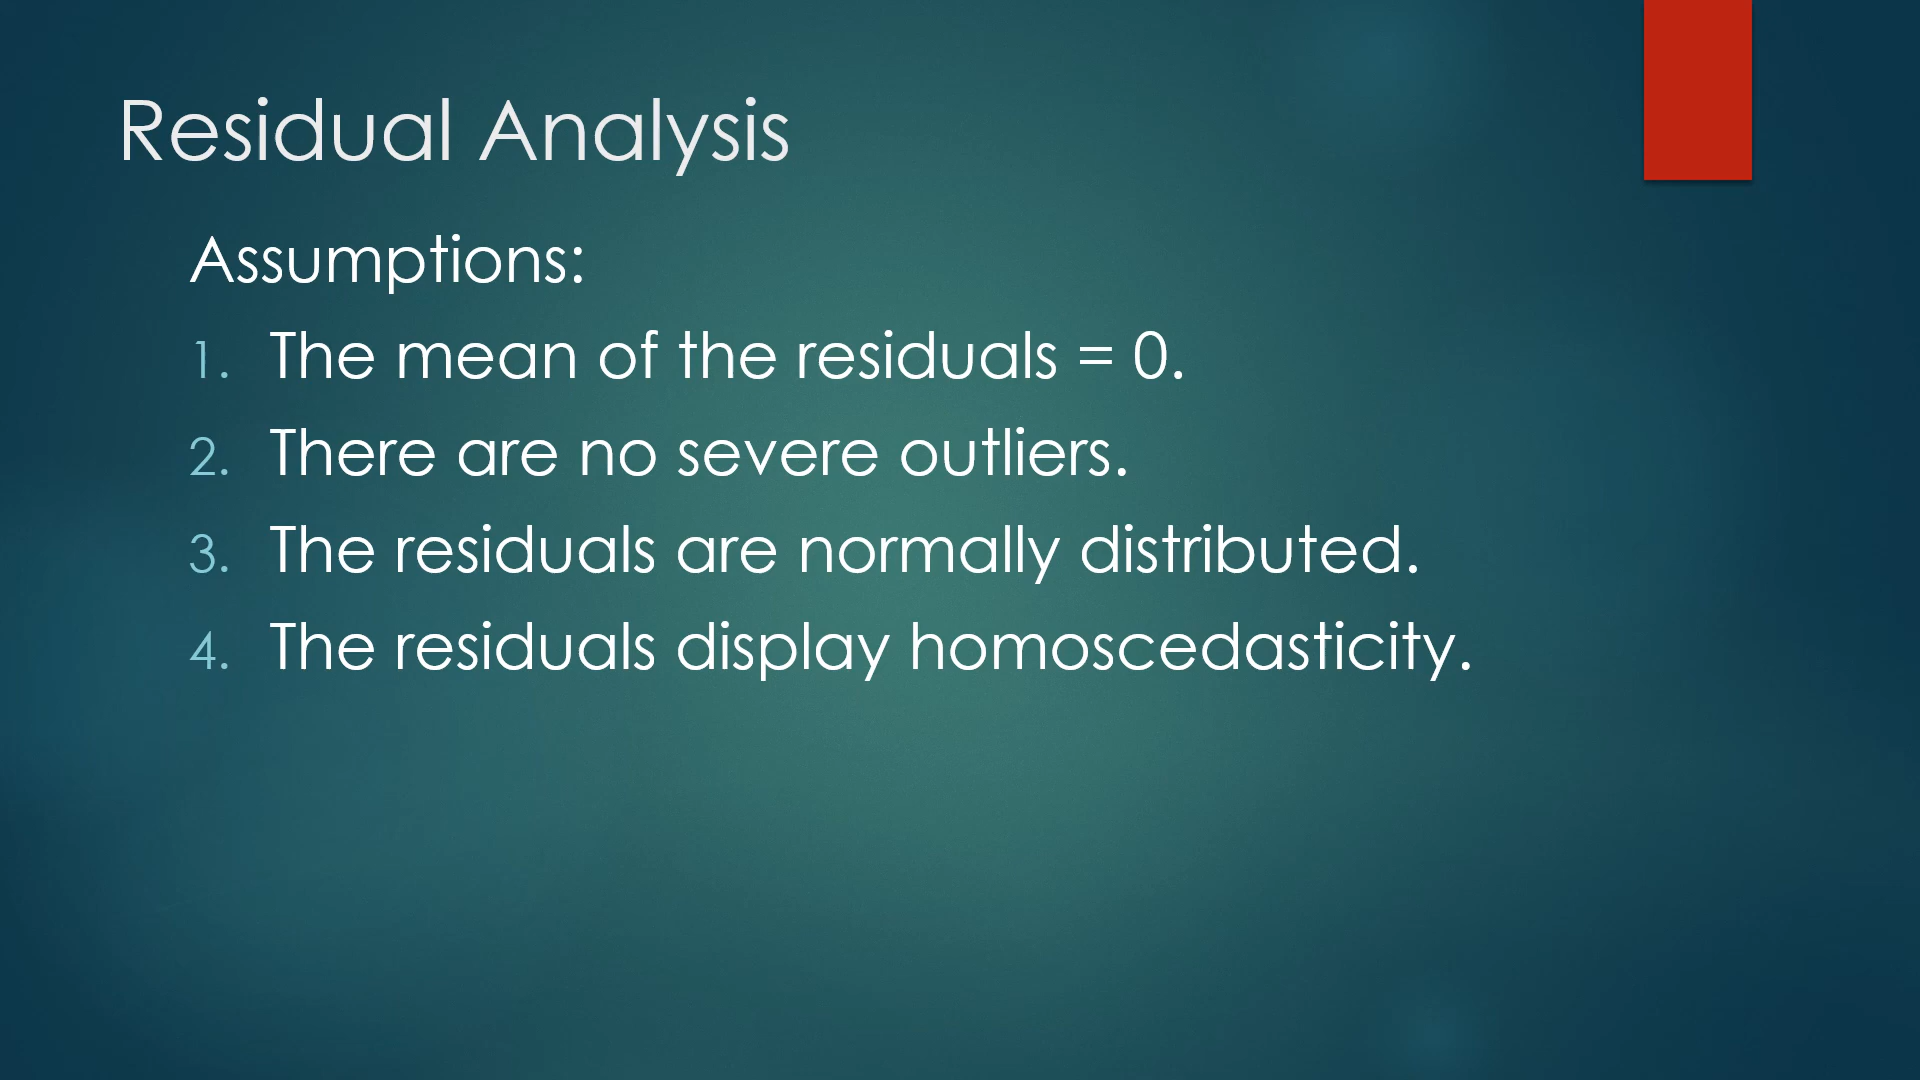 Residual Analysis
Assumptions:
1. The mean of the residuals = 0.
2. There are no severe outliers.
3. The residuals are normally distributed.
4. The residuals display homoscedasticity.